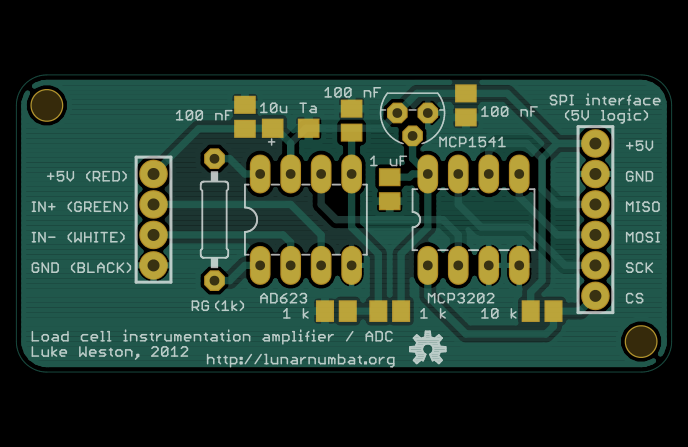 100 nF
SPI interface
(5V logic)
100 nF
10u Ta
100 nF
+
MCP1541
+5V
1 uF
+5V (RED)
GND
IN+ (GREEN)
MISO
IN- (WHITE)
MOSI
GND (BLACK)
SCK
RG(1k)
AD623
MCP3202
CS
1 k
1 k
10 k
Load cell instrumentation amplifier / ADC
Luke Weston, 2012
http://lunarnumbat.org